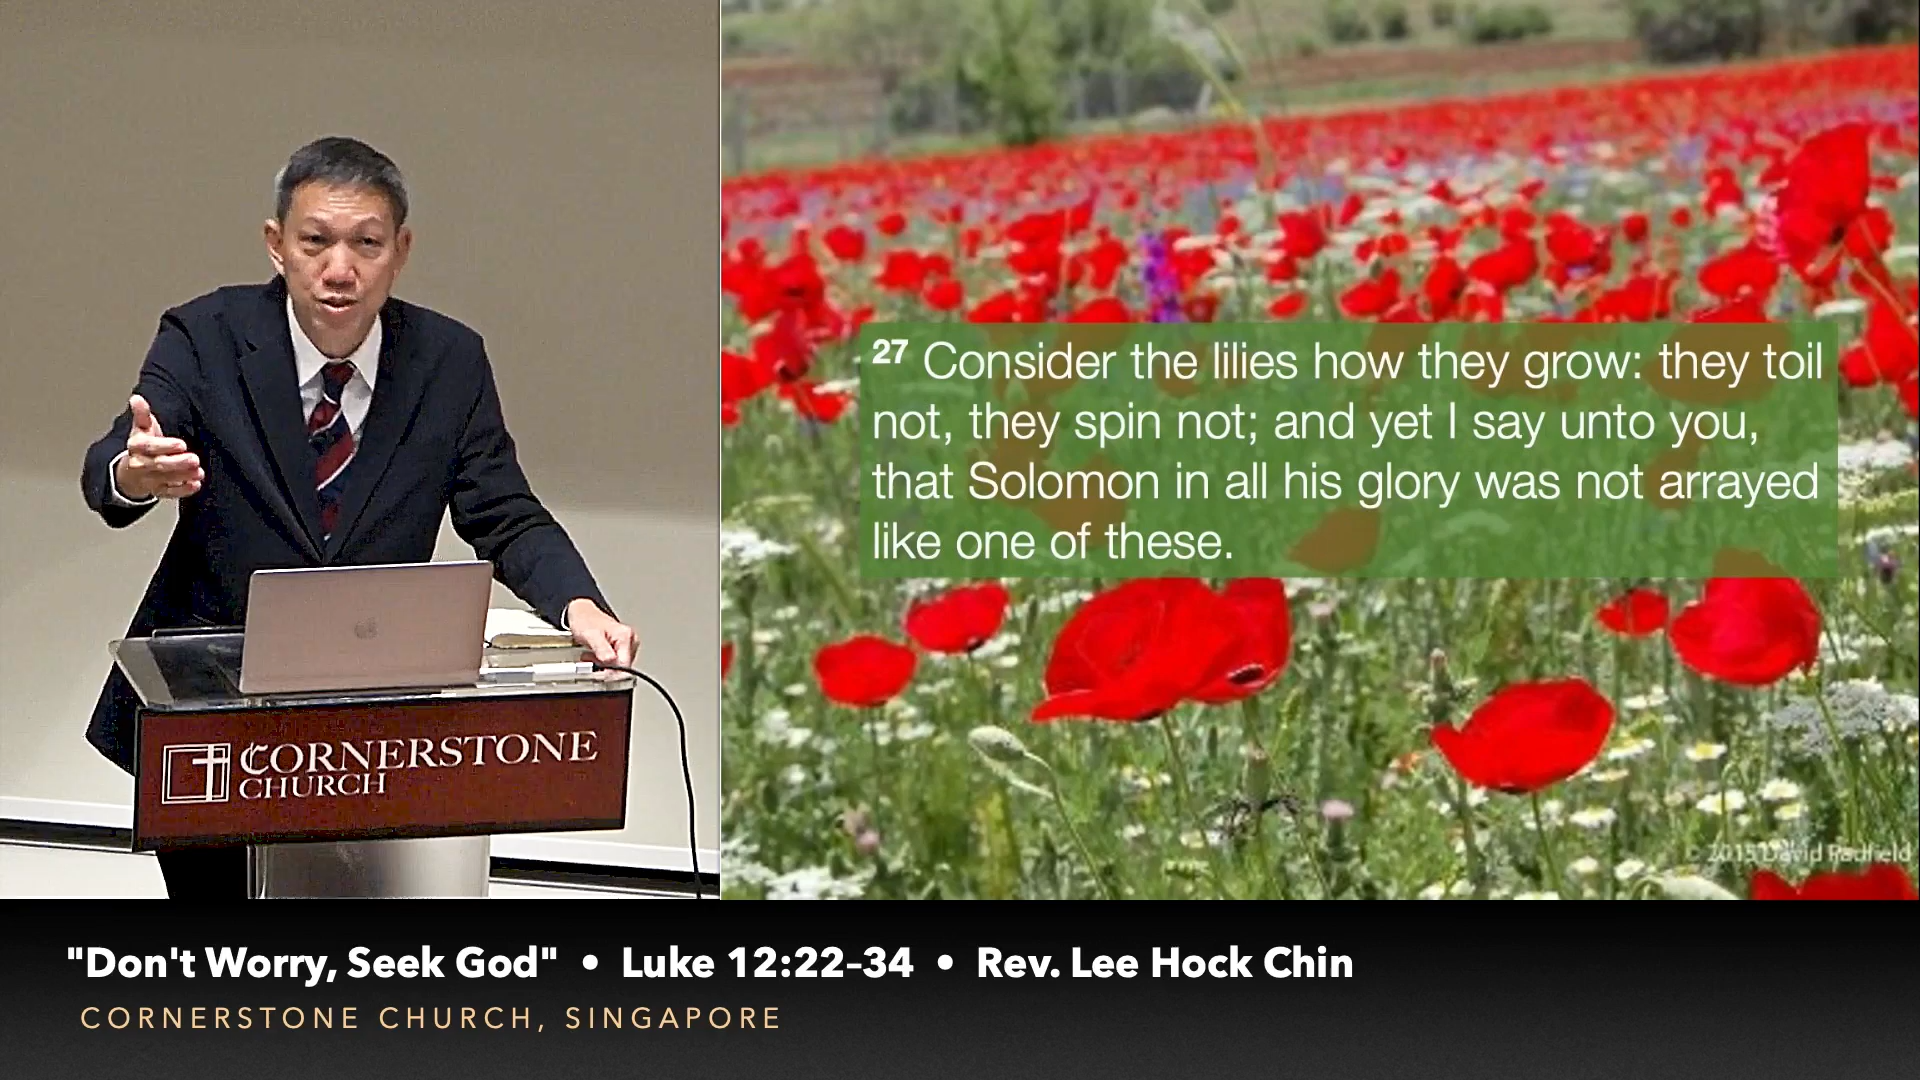 27 Consider the lilies how they grow: they toil
not, they spin not; and yet I say unto you,
that Solomon in all his glory was not arrayed
like one of these.
© 2015 David Padfield
CORNERSTONE
CHURCH
"Don't Worry, Seek God" • Luke 12:22–34 • Rev. Lee Hock Chin
CORNERSTONE CHURCH, SINGAPORE